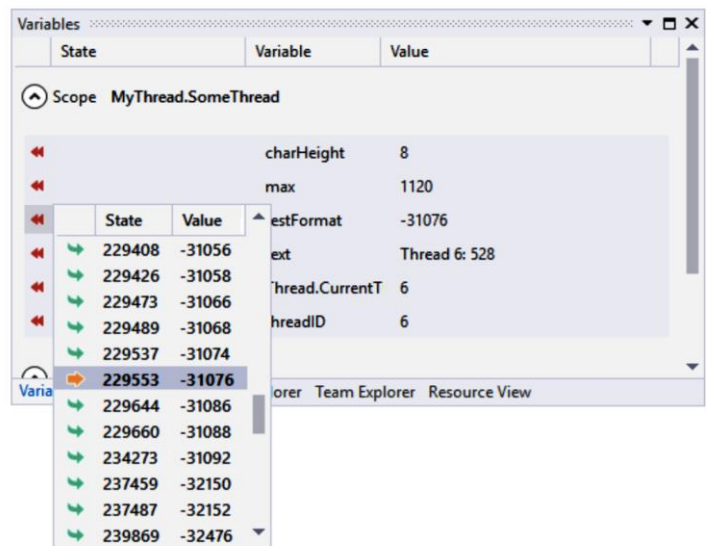 Variables
State Variable Value
Scope MyThread.SomeThread
charHeight 8
max 1120
estFormat -31076
ext Thread 6: 528
Thread.CurrentT 6
hreadID 6
State Value
229408 -31056
229426 -31058
229473 -31066
229489 -31068
229537 -31074
229553 -31076
229644 -31086
229660 -31088
234273 -31092
237459 -32150
237487 -32152
239869 -32476
Varia lorer Team Explorer Resource View